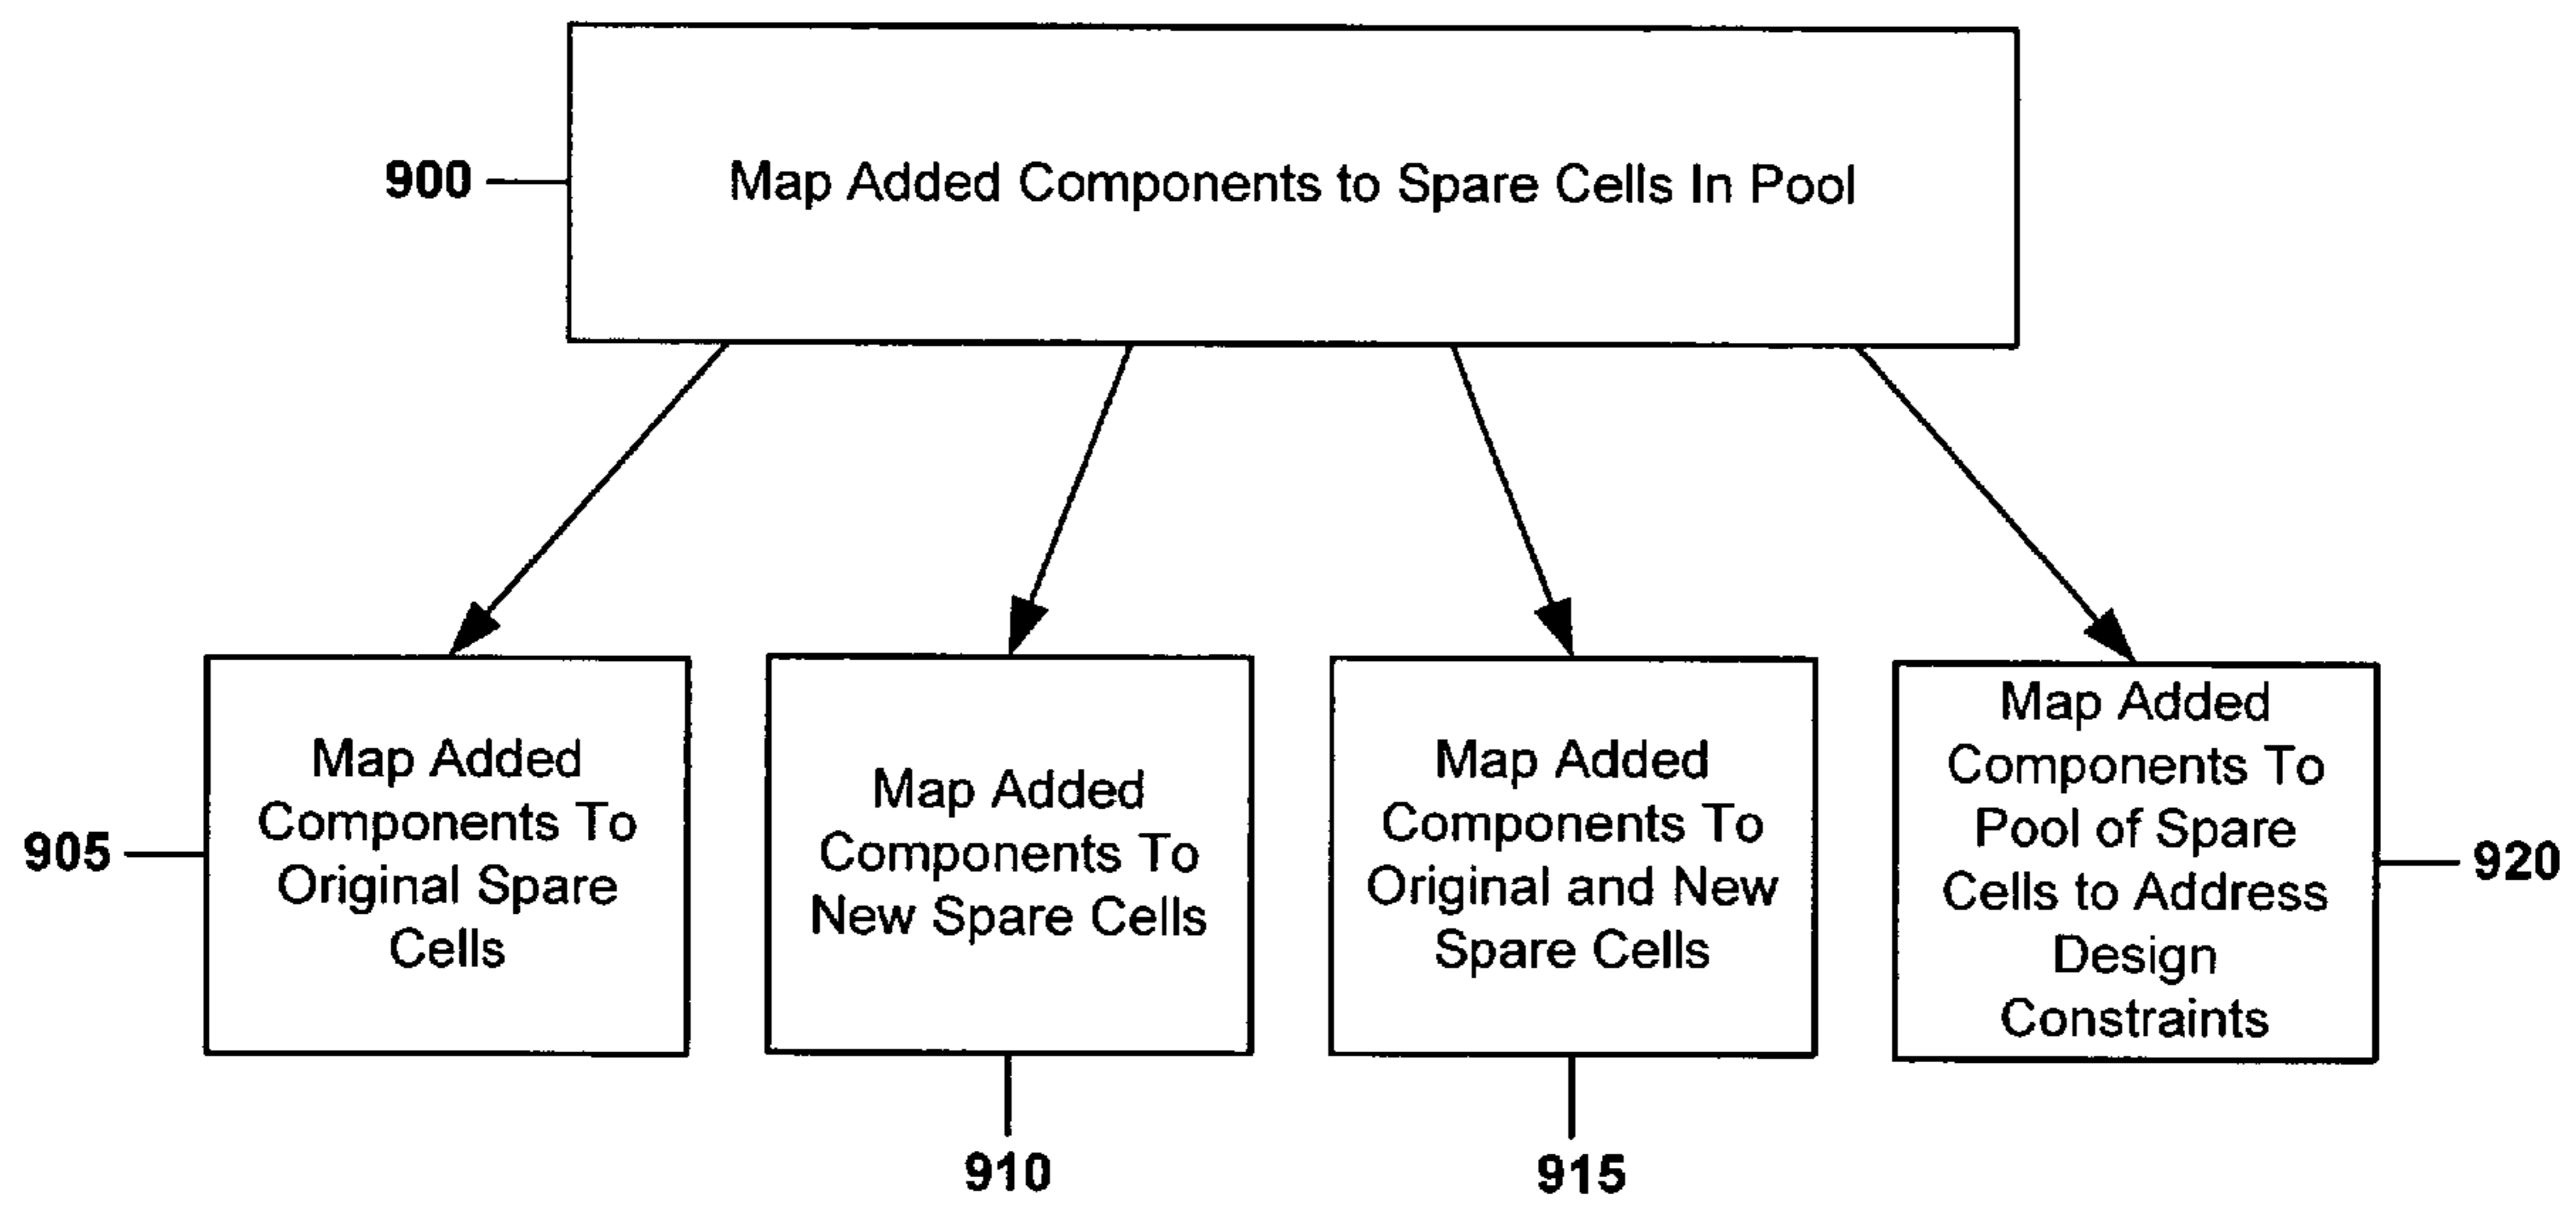 900
Map Added Components to Spare Cells In Pool
905
Map Added
Components To
Original Spare
Cells
Map Added
Components To
New Spare Cells
910
Map Added
Components To
Original and New
Spare Cells
915
Map Added
Components To
Pool of Spare
Cells to Address
Design
Constraints
920